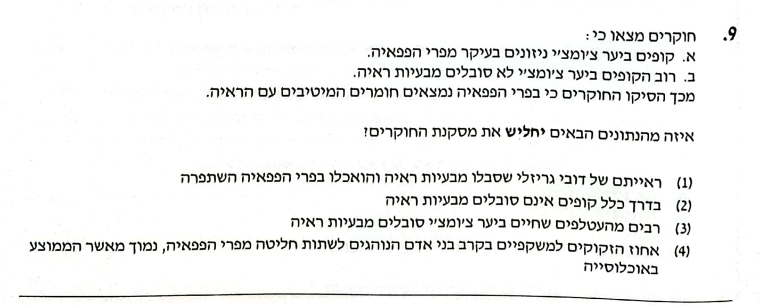 9. חוקרים מצאו כי:
א. קופים ביער צ'ומצ'י ניזונים בעיקר מפרי הפפאיה.
ב. רוב הקופים ביער צ'ומצ'י לא סובלים מבעיות ראיה.
מכך הסיקו החוקרים כי בפרי הפפאיה נמצאים חומרים המיטיבים עם הראיה.
איזה מהנתונים הבאים יחליש את מסקנת החוקרים?
(1) ראייתם של דובי גריזלי שסבלו מבעיות ראיה והואכלו בפרי הפפאיה השתפרה
(2) בדרך כלל קופים אינם סובלים מבעיות ראיה
(3) רבים מהעטלפים שחיים ביער צ'ומצ'י סובלים מבעיות ראיה
(4) אחוז הזקוקים למשקפיים בקרב בני אדם הנוהגים לשתות חליטה מפרי הפפאיה, נמוך מאשר הממוצע
באוכלוסייה